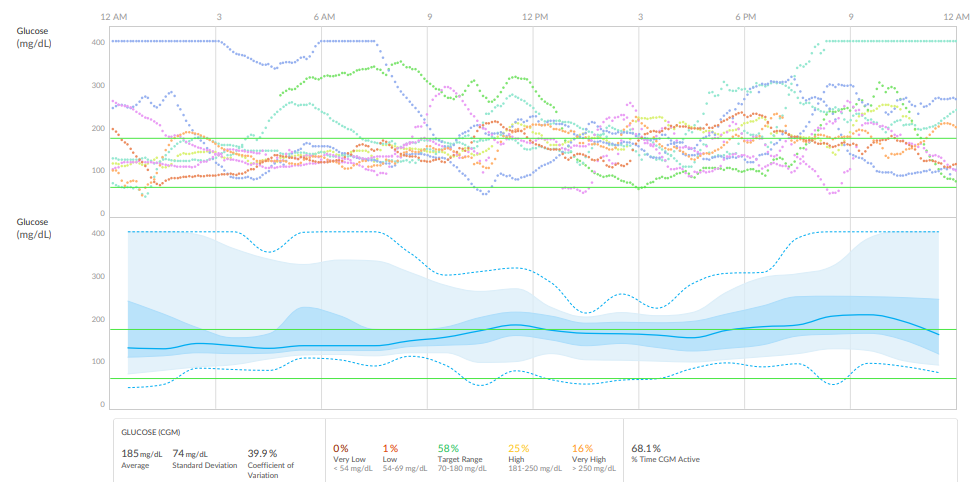 12 AM 3 6 AM 9 12 PM 3 6 PM 9 12 AM
Glucose
(mg/dL)
400
300
200
100
0
Glucose
(mg/dL)
400
300
200
100
0
GLUCOSE (CGM)
185 mg/dL 74 mg/dL 39.9 % 0% 1% 58% 25% 16% 68.1%
Average Standard Deviation Coefficient of Very Low Low Target Range High Very High % Time CGM Active
Variation < 54 mg/dL 54-69 mg/dL 70-180 mg/dL 181-250 mg/dL > 250 mg/dL